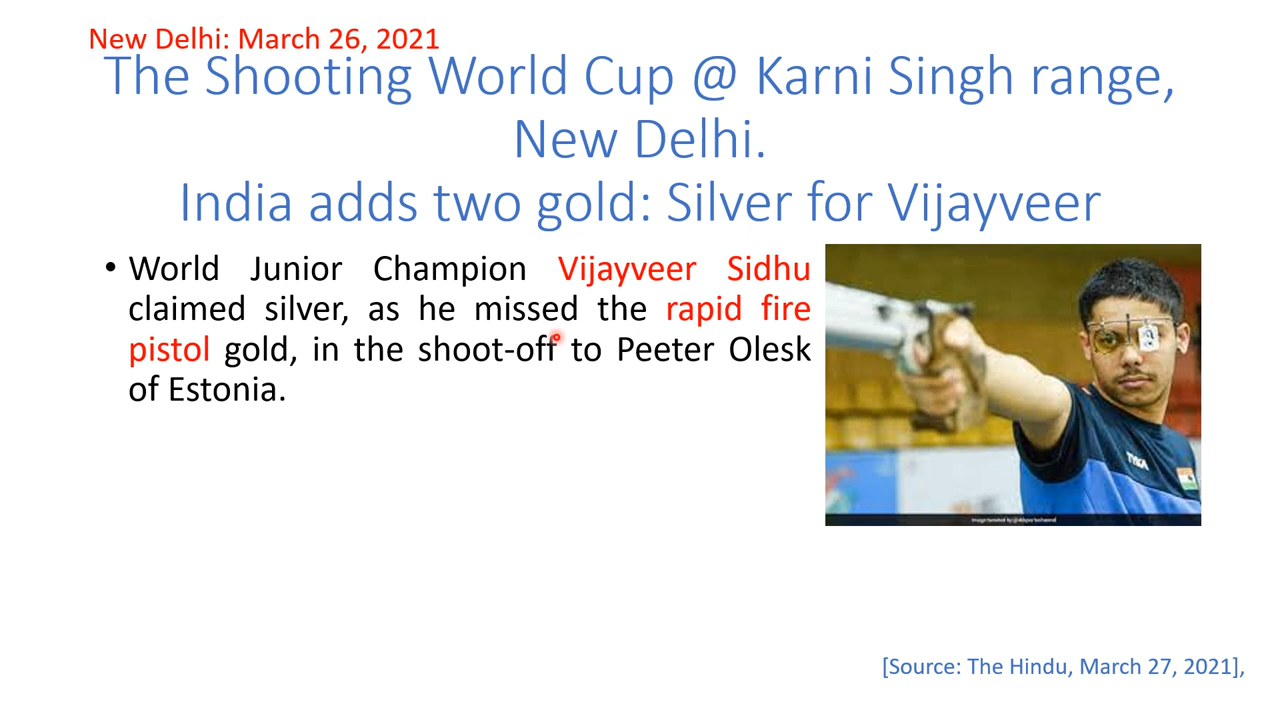 New Delhi: March 26, 2021
The Shooting World Cup @ Karni Singh range,
New Delhi.
India adds two gold: Silver for Vijayveer
• World Junior Champion Vijayveer Sidhu
claimed silver, as he missed the rapid fire
pistol gold, in the shoot-off to Peeter Olesk
of Estonia.
TYKA
[Source: The Hindu, March 27, 2021],